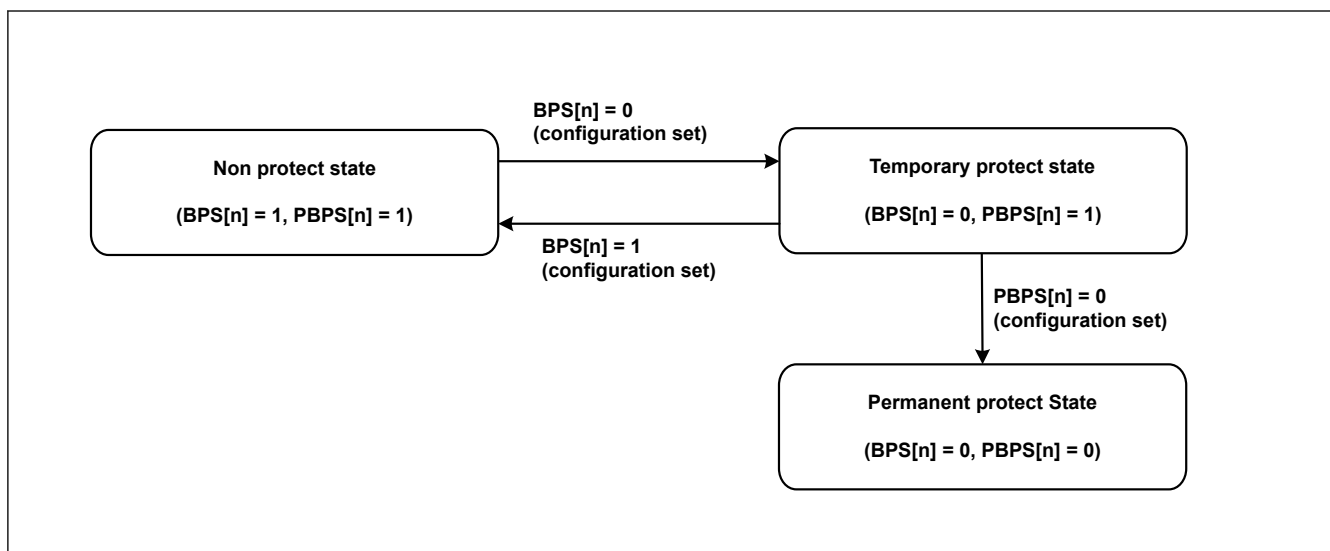 BPS[n] = 0
(configuration set)
Non protect state
(BPS[n] = 1, PBPS[n] = 1)
Temporary protect state
(BPS[n] = 0, PBPS[n] = 1)
BPS[n] = 1
(configuration set)
PBPS[n] = 0
(configuration set)
Permanent protect State
(BPS[n] = 0, PBPS[n] = 0)